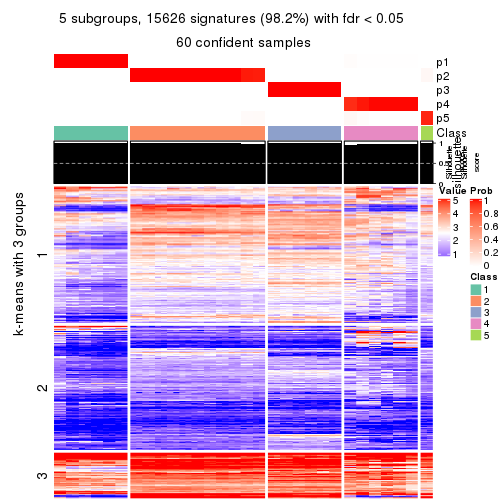 5 subgroups, 15626 signatures (98.2%) with fdr < 0.05
60 confident samples
p1
p2
p3
p4
p5
Class
1
0.5
0
silhouette
score
Value
5
4
3
2
1
Prob
1
0.8
0.6
0.4
0.2
0
Class
1
2
3
4
5
k-means with 3 groups
1
2
3